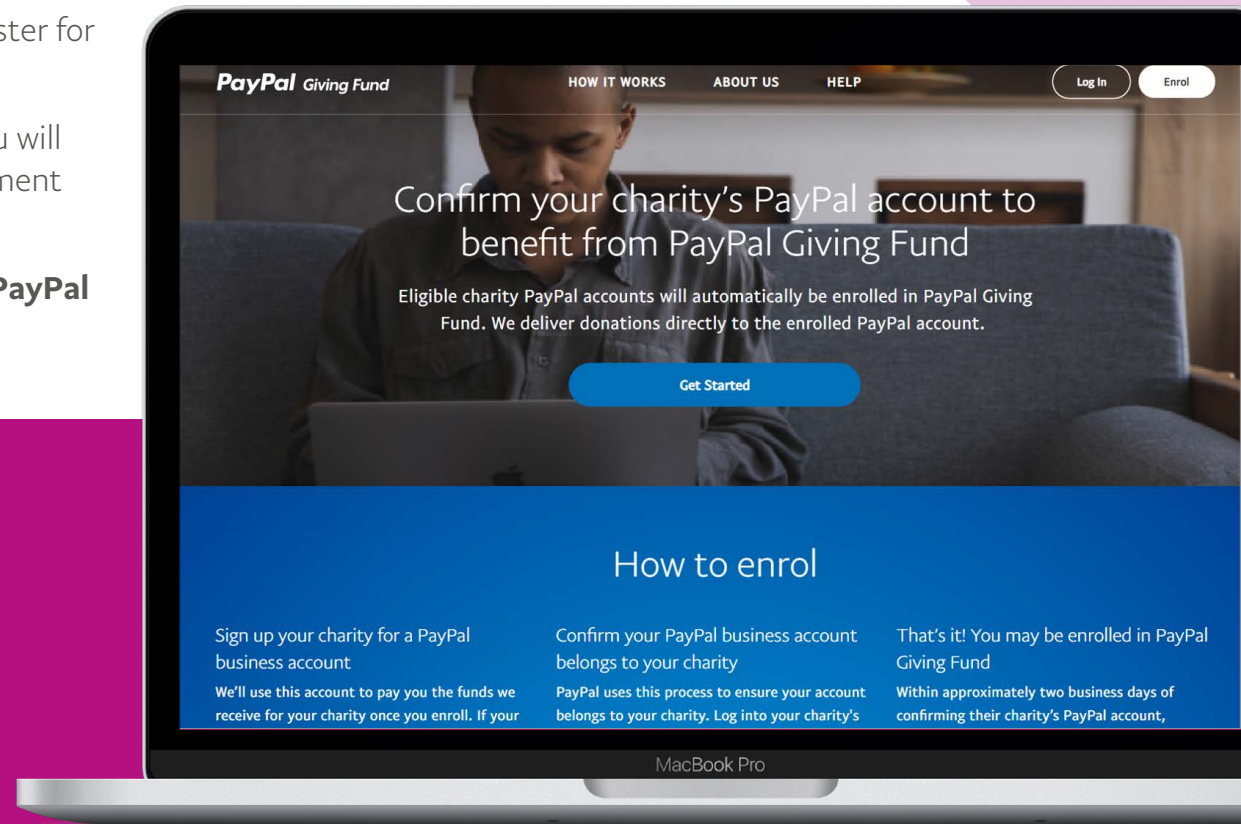 ster for
u will
ment
PayPal
PayPal Giving Fund
HOW IT WORKS ABOUT US HELP
Log In Enrol
Confirm your charity's PayPal account to
benefit from PayPal Giving Fund
Eligible charity PayPal accounts will automatically be enrolled in PayPal Giving
Fund. We deliver donations directly to the enrolled PayPal account.
Get Started
How to enrol
Sign up your charity for a PayPal
business account
We'll use this account to pay you the funds we
receive for your charity once you enroll. If your
Confirm your PayPal business account
belongs to your charity
PayPal uses this process to ensure your account
belongs to your charity. Log into your charity's
That's it! You may be enrolled in PayPal
Giving Fund
Within approximately two business days of
confirming their charity's PayPal account,
MacBook Pro